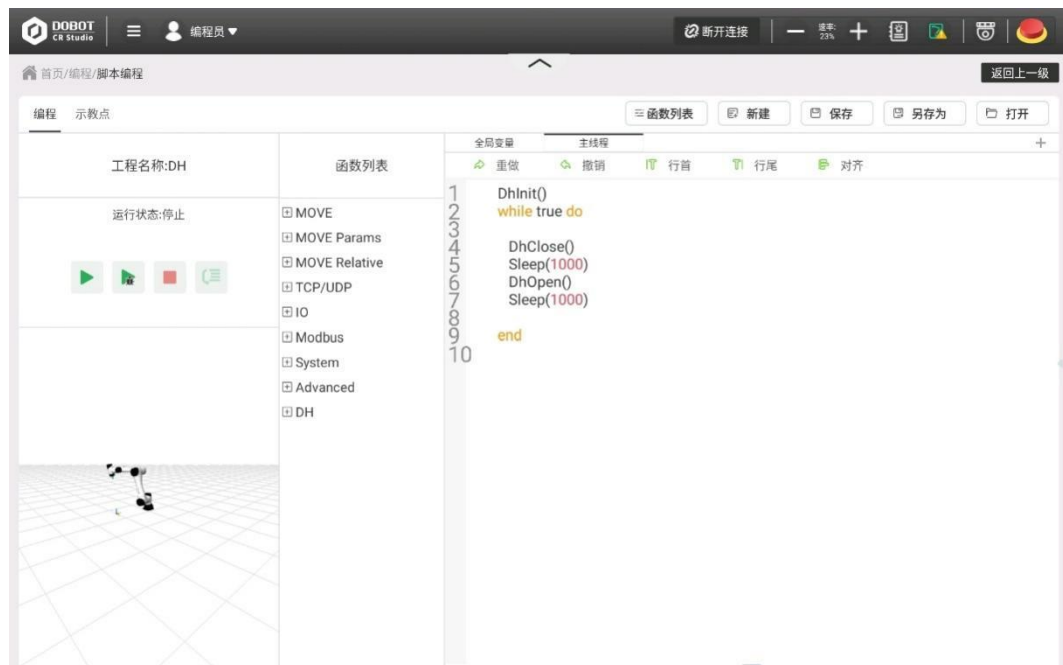 DOBOT
CR Studio
编程员
断开连接
速率:
23%
首页/编程/脚本编程
返回上一级
编程 示教点
函数列表 新建 保存 另存为 打开
工程名称:DH
函数列表
全局变量 主线程
重做 撤销 行首 行尾 对齐
运行状态:停止
MOVE
MOVE Params
MOVE Relative
TCP/UDP
IO
Modbus
System
Advanced
DH
1 DhInit()
2 while true do
3
4 DhClose()
5 Sleep(1000)
6 DhOpen()
7 Sleep(1000)
8
9 end
10